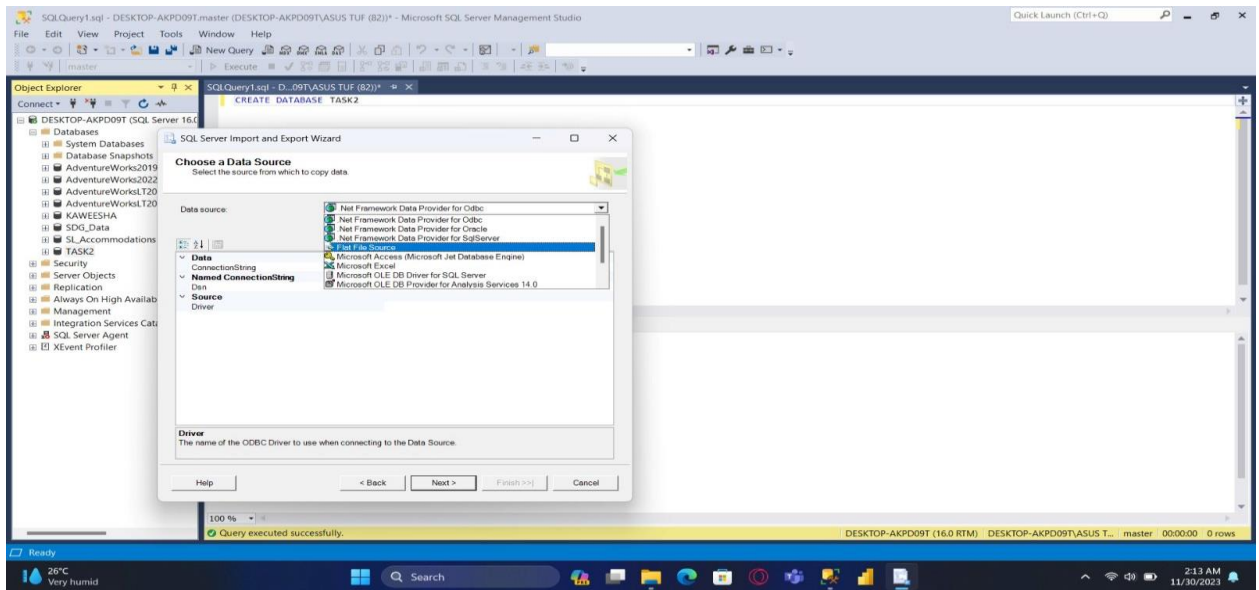 SQLQuery1.sql - DESKTOP-AKPD09T.master (DESKTOP-AKPD09T\ASUS TUF (82))* - Microsoft SQL Server Management Studio
Quick Launch (Ctrl+Q)
File Edit View Project Tools Window Help
New Query
master
Execute
Object Explorer
SQLQuery1.sql - D...09T\ASUS TUF (82))*
Connect
CREATE DATABASE TASK2
DESKTOP-AKPD09T (SQL Server 16.0
Databases
System Databases
Database Snapshots
AdventureWorks2019
AdventureWorks2022
AdventureWorksLT20
AdventureWorksLT20
KAWEESHA
SDG_Data
SL_Accommodations
TASK2
Security
Server Objects
Replication
Always On High Availab
Management
Integration Services Cata
SQL Server Agent
XEvent Profiler
SQL Server Import and Export Wizard
Choose a Data Source
Select the source from which to copy data.
Data source:
.Net Framework Data Provider for Odbc
.Net Framework Data Provider for Odbc
.Net Framework Data Provider for Oracle
.Net Framework Data Provider for SqlServer
Flat File Source
Microsoft Access (Microsoft Jet Database Engine)
Microsoft Excel
Microsoft OLE DB Driver for SQL Server
Microsoft OLE DB Provider for Analysis Services 14.0
Data
ConnectionString
Named ConnectionString
Dsn
Source
Driver
Driver
The name of the ODBC Driver to use when connecting to the Data Source.
Help < Back Next > Finish >>| Cancel
100 %
Query executed successfully.
DESKTOP-AKPD09T (16.0 RTM) DESKTOP-AKPD09T\ASUS T... master 00:00:00 0 rows
Ready
26°C
Very humid
Search
2:13 AM
11/30/2023